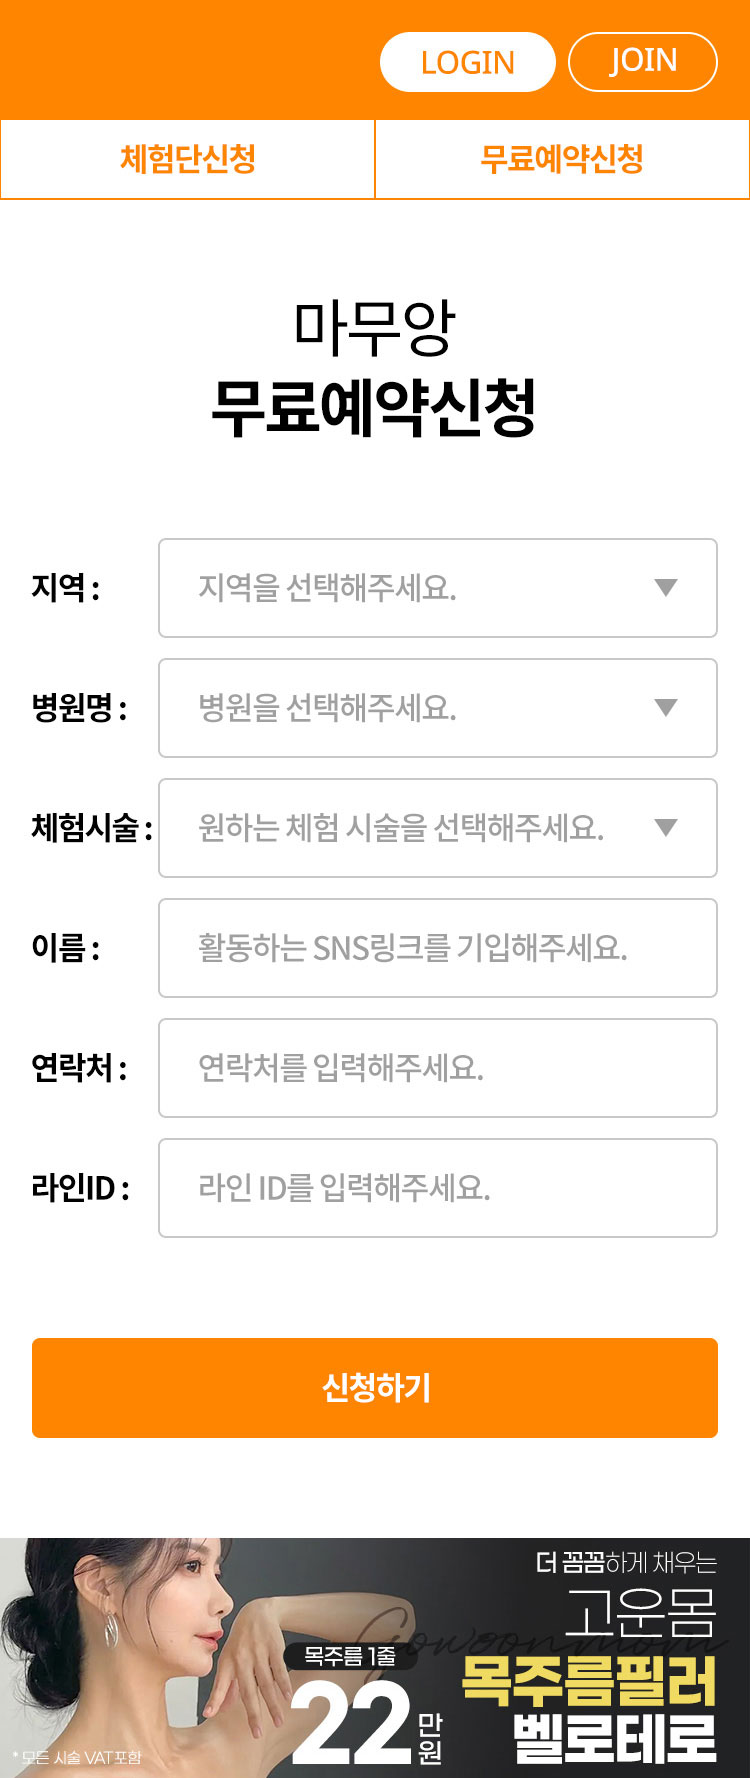 LOGIN JOIN
체험단신청 무료예약신청
마무앙
무료예약신청
지역 : 지역을 선택해주세요. ▼
병원명 : 병원을 선택해주세요. ▼
체험시술 : 원하는 체험 시술을 선택해주세요. ▼
이름 : 활동하는 SNS링크를 기입해주세요.
연락처 : 연락처를 입력해주세요.
라인ID : 라인 ID를 입력해주세요.
신청하기
더 꼼꼼하게 채우는
고운몸
Gowoonmom
목주름필러
벨로테로
목주름 1줄
22만원
* 모든 시술 VAT포함